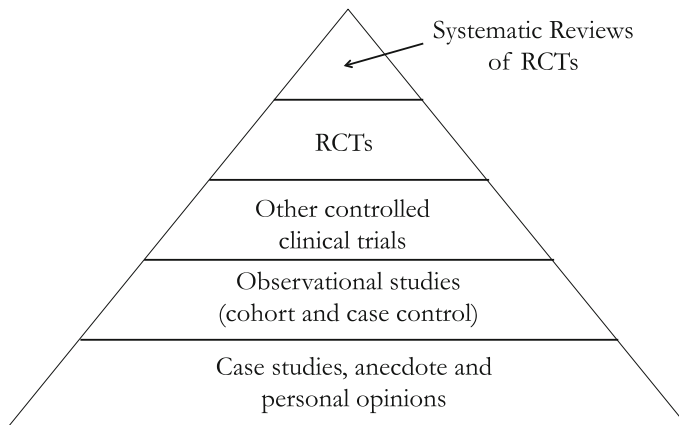 Systematic Reviews
of RCTs
RCTs
Other controlled
clinical trials
Observational studies
(cohort and case control)
Case studies, anecdote and
personal opinions